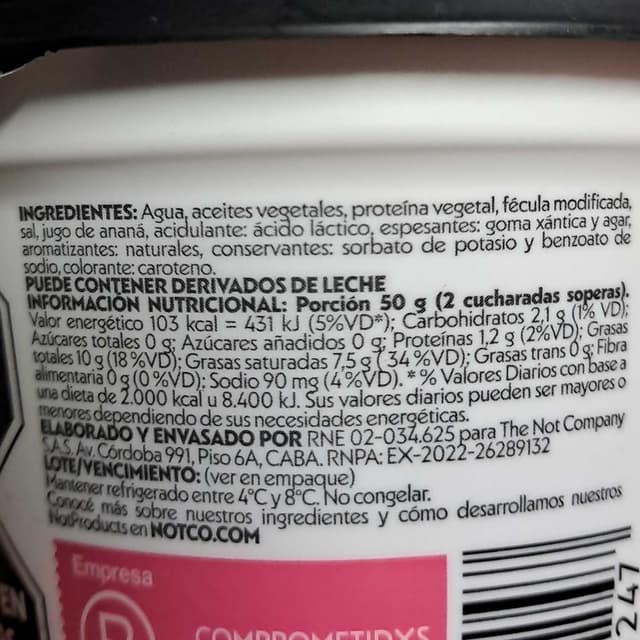 INGREDIENTES: Agua, aceites vegetales, proteína vegetal, fécula modificada,
sal, jugo de ananá, acidulante: ácido láctico, espesantes: goma xántica y agar,
aromatizantes: naturales, conservantes: sorbato de potasio y benzoato de
sodio, colorante: caroteno.
PUEDE CONTENER DERIVADOS DE LECHE
INFORMACIÓN NUTRICIONAL: Porción 50 g (2 cucharadas soperas).
Valor energético 103 kcal = 431 kJ (5%VD*); Carbohidratos 2,1 g (1% VD);
Azúcares totales 0 g; Azúcares añadidos 0 g; Proteínas 1,2 g (2%VD); Grasas
totales 10 g (18 %VD); Grasas saturadas 7,5 g (34 %VD); Grasas trans 0 g; Fibra
alimentaria 0 g (0 %VD); Sodio 90 mg (4 %VD). * % Valores Diarios con base a
una dieta de 2.000 kcal u 8.400 kJ. Sus valores diarios pueden ser mayores o
menores dependiendo de sus necesidades energéticas.
ELABORADO Y ENVASADO POR RNE 02-034.625 para The Not Company
S.A.S. Av. Córdoba 991, Piso 6A, CABA. RNPA: EX-2022-26289132
LOTE/VENCIMIENTO: (ver en empaque)
Mantener refrigerado entre 4°C y 8°C. No congelar.
Conocé más sobre nuestros ingredientes y cómo desarrollamos nuestros
NotProducts en NOTCO.COM
Empresa
B
COMPROMETIDXS
EN
247